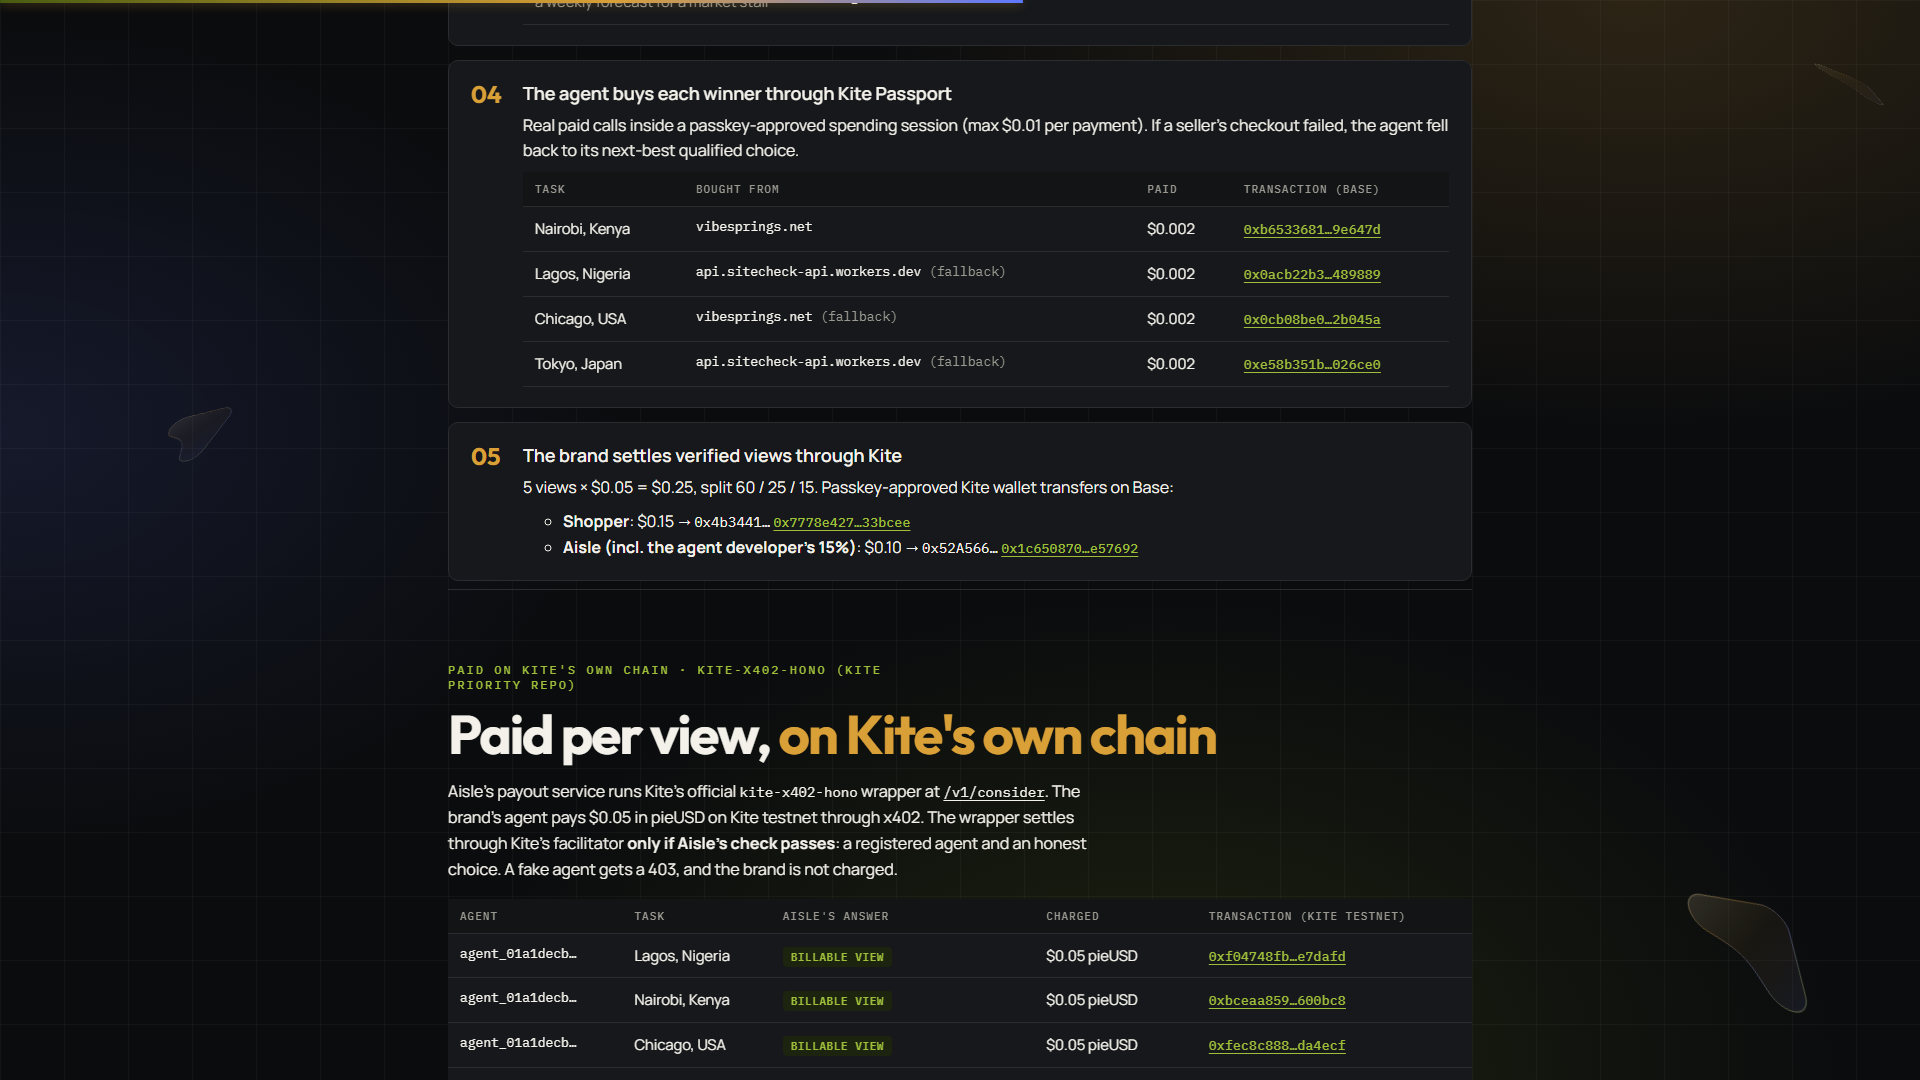 a weekly forecast for a market stall
04
The agent buys each winner through Kite Passport
Real paid calls inside a passkey-approved spending session (max $0.01 per payment). If a seller's checkout failed, the agent fell
back to its next-best qualified choice.
TASK BOUGHT FROM PAID TRANSACTION (BASE)
Nairobi, Kenya vibesprings.net $0.002 0xb6533681…9e647d
Lagos, Nigeria api.sitecheck-api.workers.dev (fallback) $0.002 0x0acb22b3…489889
Chicago, USA vibesprings.net (fallback) $0.002 0x0cb08be0…2b045a
Tokyo, Japan api.sitecheck-api.workers.dev (fallback) $0.002 0xe58b351b…026ce0
05
The brand settles verified views through Kite
5 views × $0.05 = $0.25, split 60 / 25 / 15. Passkey-approved Kite wallet transfers on Base:
Shopper: $0.15 → 0x4b3441… 0x7778e427…33bcee
Aisle (incl. the agent developer's 15%): $0.10 → 0x52A566… 0x1c650870…e57692
PAID ON KITE'S OWN CHAIN · KITE-X402-HONO (KITE
PRIORITY REPO)
Paid per view, on Kite's own chain
Aisle's payout service runs Kite's official kite-x402-hono wrapper at /v1/consider. The
brand's agent pays $0.05 in pieUSD on Kite testnet through x402. The wrapper settles
through Kite's facilitator only if Aisle's check passes: a registered agent and an honest
choice. A fake agent gets a 403, and the brand is not charged.
AGENT TASK AISLE'S ANSWER CHARGED TRANSACTION (KITE TESTNET)
agent_01a1decb… Lagos, Nigeria BILLABLE VIEW $0.05 pieUSD 0xf04748fb…e7dafd
agent_01a1decb… Nairobi, Kenya BILLABLE VIEW $0.05 pieUSD 0xbceaa859…600bc8
agent_01a1decb… Chicago, USA BILLABLE VIEW $0.05 pieUSD 0xfec8c888…da4ecf